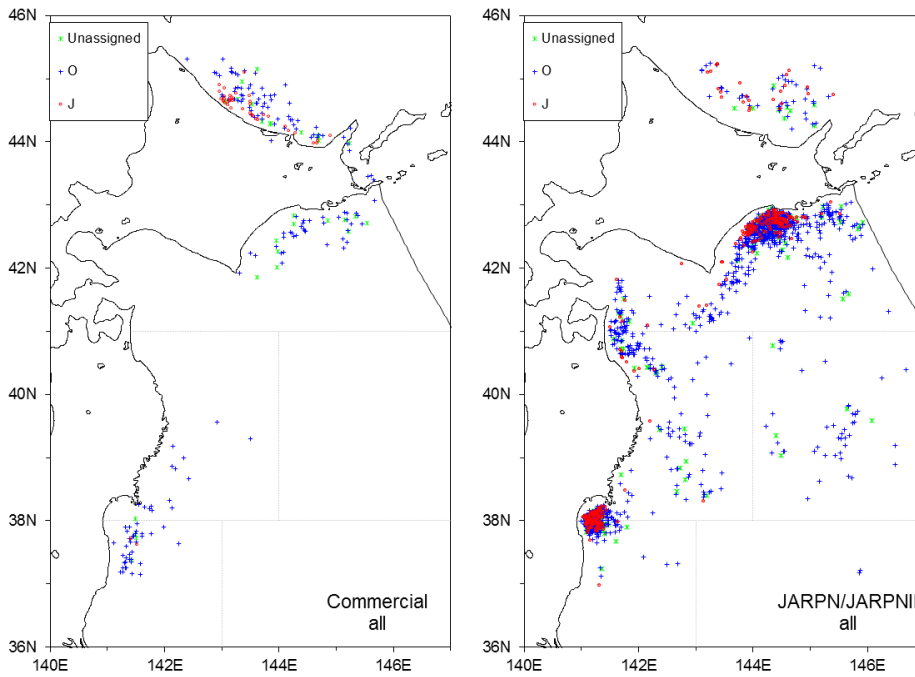 46N
Unassigned
O
J
44N
42N
40N
38N
36N
Commercial
all
140E
142E
144E
146E
46N
Unassigned
O
J
44N
42N
40N
38N
36N
JARPN/JARPNII
all
140E
142E
144E
146E